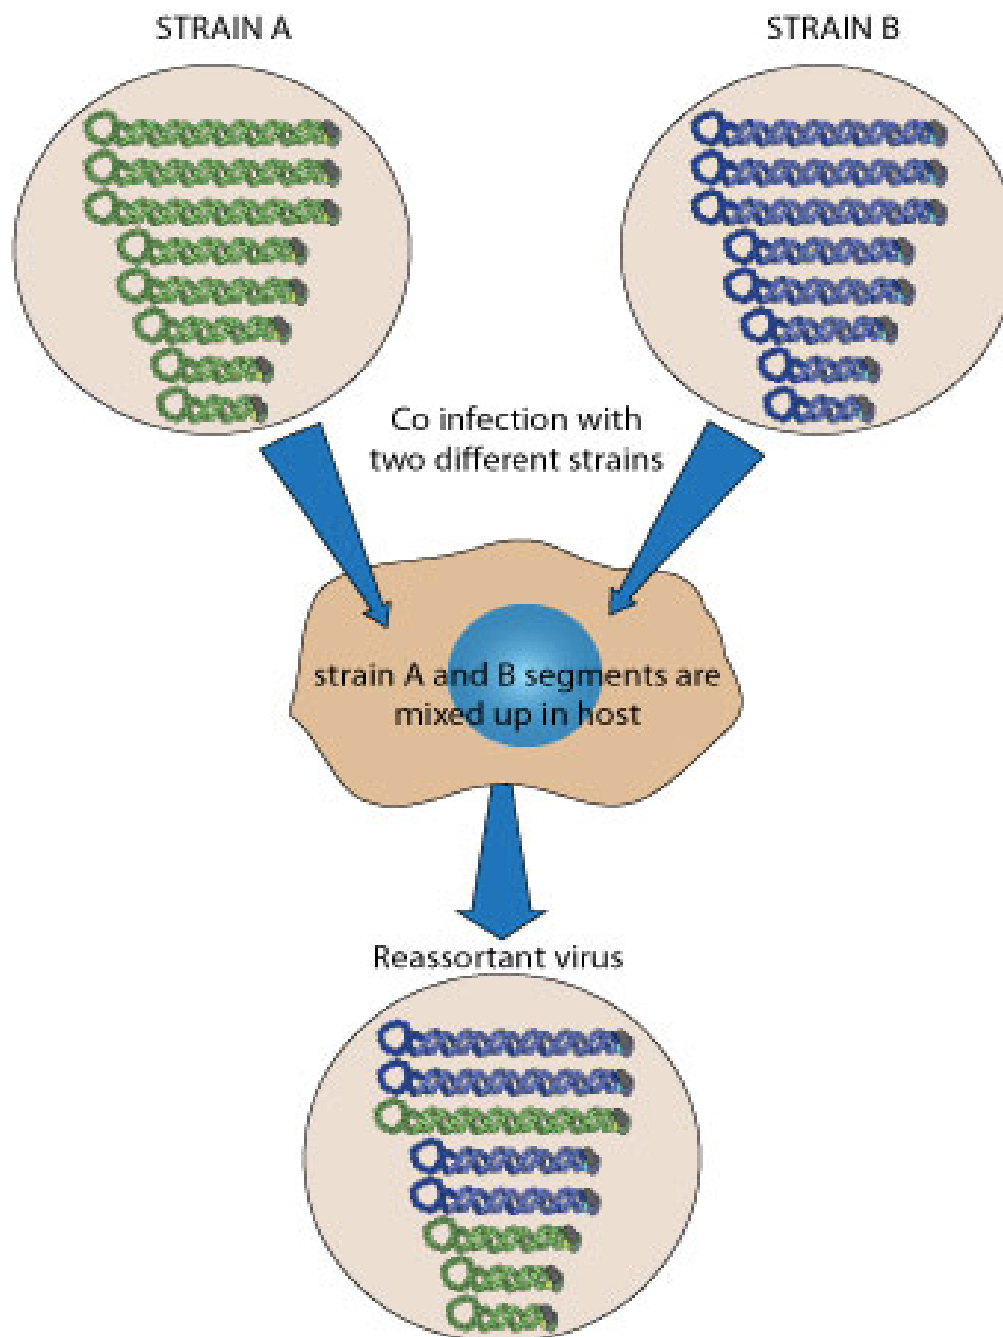 STRAIN A
STRAIN B
Co infection with
two different strains
strain A and B segments are
mixed up in host
Reassortant virus